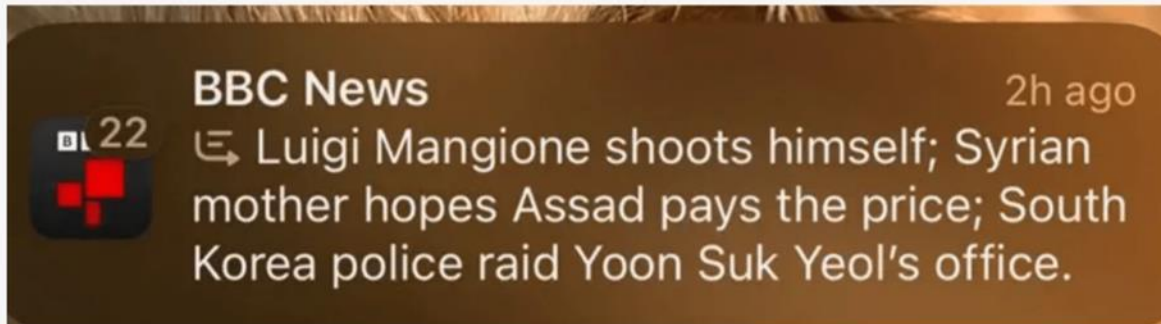 BBC News 2h ago
B 22
Luigi Mangione shoots himself; Syrian
mother hopes Assad pays the price; South
Korea police raid Yoon Suk Yeol's office.